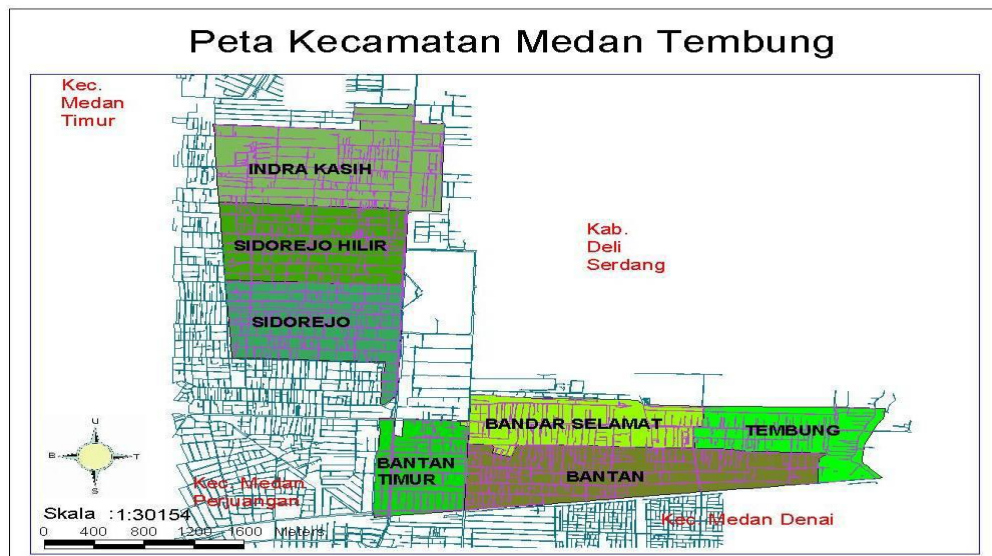 Peta Kecamatan Medan Tembung
Kec.
Medan
Timur
INDRA KASIH
SIDOREJO HILIR
Kab.
Deli
Serdang
SIDOREJO
BANDAR SELAMAT
TEMBUNG
BANTAN
TIMUR
BANTAN
U
B
T
S
Kec. Medan
Perjuangan
Skala :1:30154
0 400 800 1200 1600 Meters
Kec. Medan Denai